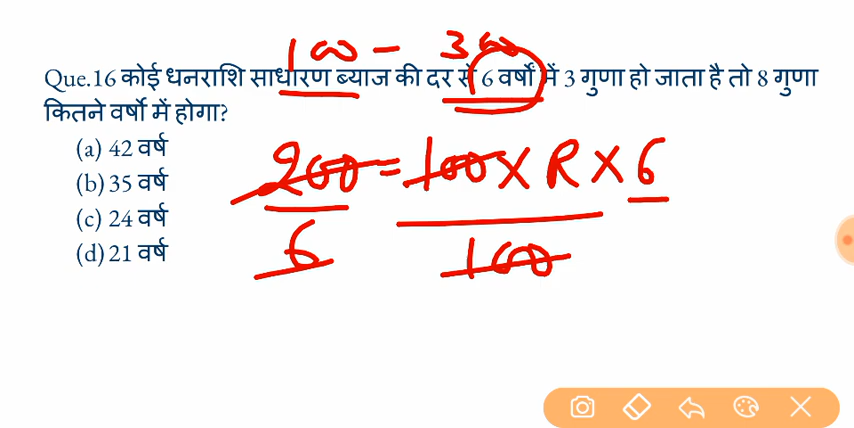 100 - 300
Que.16 कोई धनराशि साधारण ब्याज की दर से 6 वर्षों में 3 गुणा हो जाता है तो 8 गुणा
कितने वर्षो में होगा?
(a) 42 वर्ष
(b) 35 वर्ष
(c) 24 वर्ष
(d) 21 वर्ष
200 = 100 X R X 6
6 100